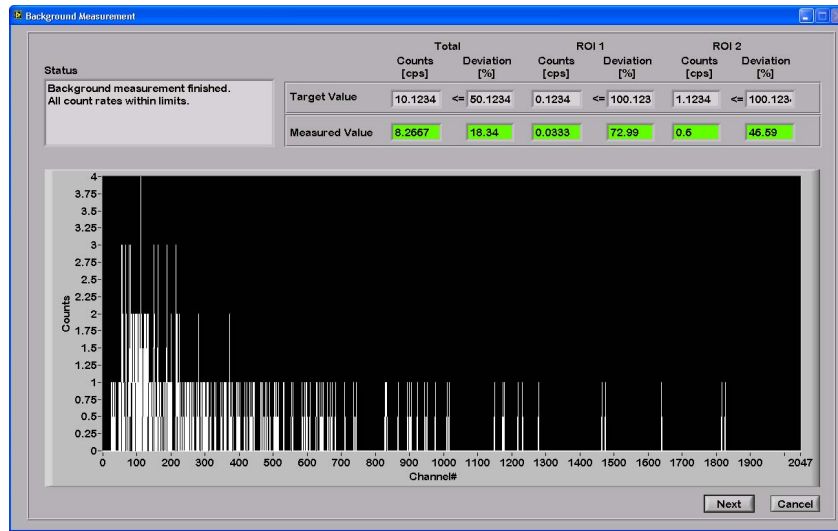 Background Measurement
Total ROI 1 ROI 2
Counts [cps] Deviation [%] Counts [cps] Deviation [%] Counts [cps] Deviation [%]
Status
Background measurement finished.
All count rates within limits.
Target Value 10.1234 <= 50.1234 0.1234 <= 100.123 1.1234 <= 100.123
Measured Value 8.2667 18.34 0.0333 72.99 0.6 46.59
4
3.75
3.5
3.25
3
2.75
2.5
2.25
2
1.75
1.5
1.25
1
0.75
0.5
0.25
0
Counts
0 100 200 300 400 500 600 700 800 900 1000 1100 1200 1300 1400 1500 1600 1700 1800 1900 2047
Channel#
Next Cancel